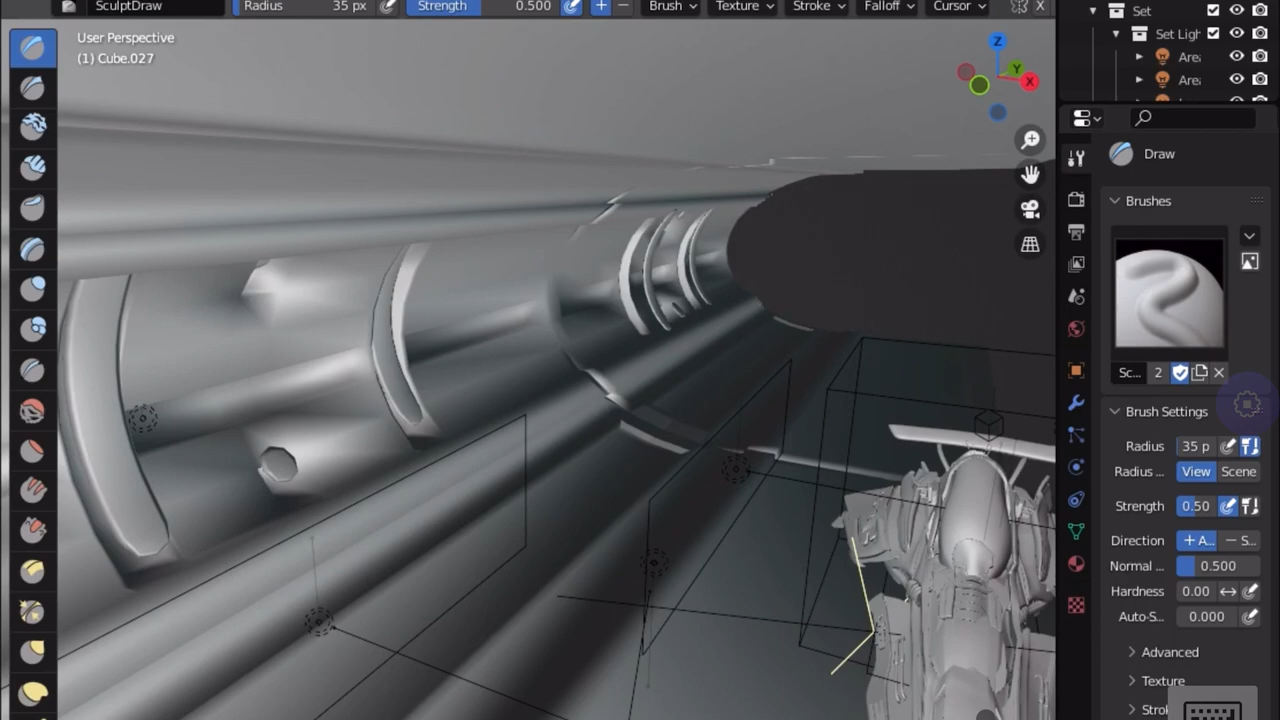 SculptDraw Radius 35 px Strength 0.500 + − Brush Texture Stroke Falloff Cursor X
User Perspective
(1) Cube.027
Z
Y
X
Set
Set Ligh
Are
Are
Draw
Brushes
Sc... 2
Brush Settings
Radius 35 p
Radius ... View Scene
Strength 0.50
Direction + A... − S...
Normal ... 0.500
Hardness 0.00
Auto-S... 0.000
Advanced
Texture
Strok